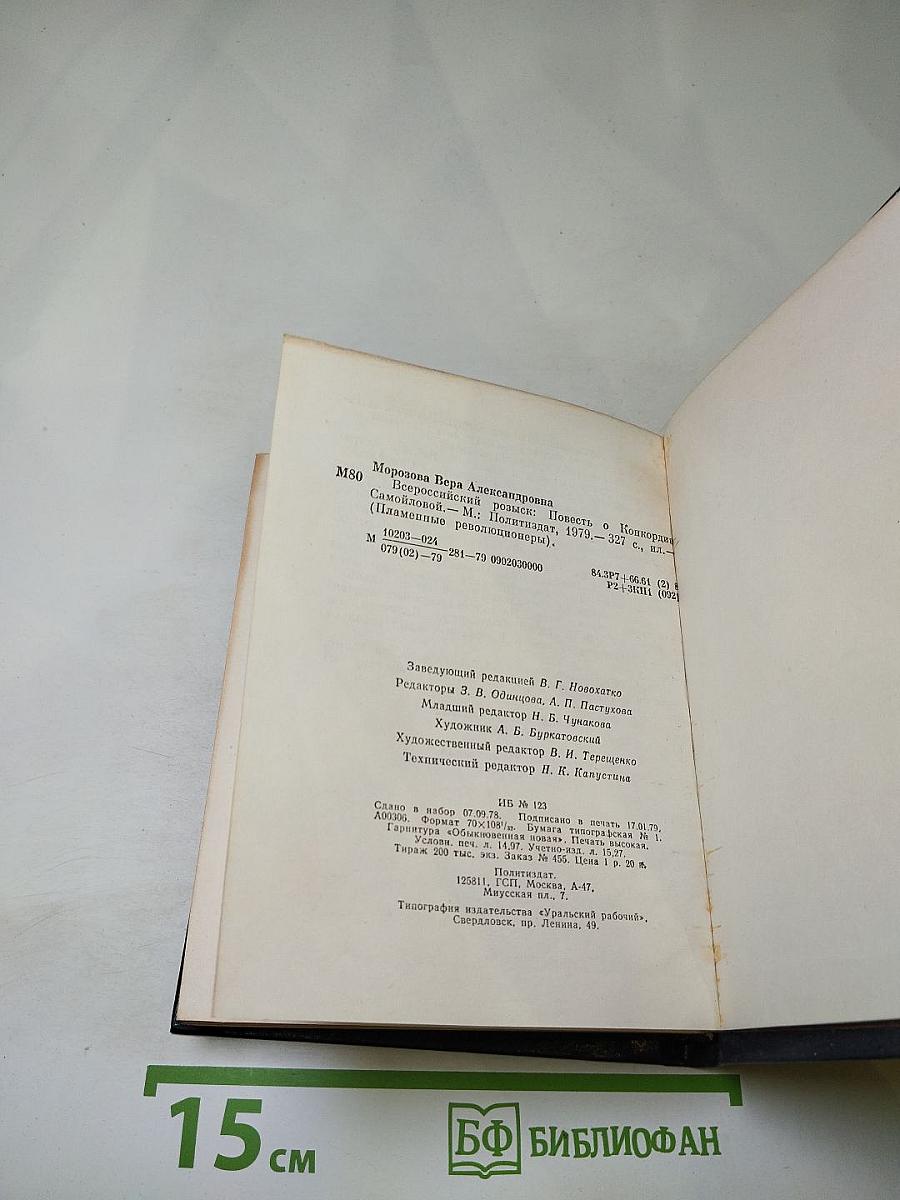 Морозова Вера Александровна
М80
Всероссийский розыск: Повесть о Конкордии
Самойловой.— М.: Политиздат, 1979.— 327 с., ил.—
(Пламенные революционеры).
М 10203—024
079(02)—79 281—79 0902030000
84.3Р7+66.61 (2)
Р2+3КП1 (092)
Заведующий редакцией В. Г. Новохатко
Редакторы З. В. Одинцова, А. П. Пастухова
Младший редактор Н. Б. Чунакова
Художник А. Б. Буркатовский
Художественный редактор В. И. Терещенко
Технический редактор Н. К. Капустина
ИБ № 123
Сдано в набор 07.09.78. Подписано в печать 17.01.79.
А00306. Формат 70×108¹/₃₂. Бумага типографская № 1.
Гарнитура «Обыкновенная новая». Печать высокая.
Условн. печ. л. 14,97. Учетно-изд. л. 15,27.
Тираж 200 тыс. экз. Заказ № 455. Цена 1 р. 20 к.
Политиздат.
125811, ГСП, Москва, А-47,
Миусская пл., 7.
Типография издательства «Уральский рабочий»,
Свердловск, пр. Ленина, 49.
15 см
БФ БИБЛИОФАН